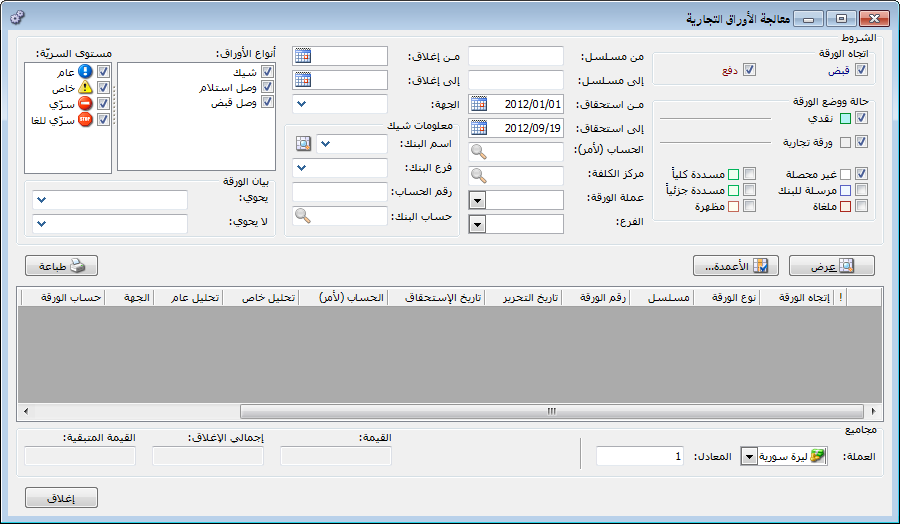 معالجة الأوراق التجارية
الشروط
اتجاه الورقة
قبض
دفع
حالة ووضع الورقة
نقدي
ورقة تجارية
غير محصلة
مسددة كلياً
مرسلة للبنك
مسددة جزئياً
ملغاة
مظهرة
من مسلسل:
إلى مسلسل:
من استحقاق:
2012/01/01
إلى استحقاق:
2012/09/19
الحساب (لأمر):
مركز الكلفة:
عملة الورقة:
الفرع:
من إغلاق:
إلى إغلاق:
الجهة:
معلومات شيك
اسم البنك:
فرع البنك:
رقم الحساب:
حساب البنك:
أنواع الأوراق:
شيك
وصل استلام
وصل قبض
مستوى السريّة:
عام
خاص
سرّي
سرّي للغا
بيان الورقة
يحوي:
لا يحوي:
عرض
الأعمدة...
طباعة
! إتجاه الورقة نوع الورقة مسلسل رقم الورقة تاريخ التحرير تاريخ الإستحقاق الحساب (لأمر) تحليل خاص تحليل عام الجهة حساب الورقة
مجاميع
العملة:
ليرة سورية
المعادل:
1
القيمة:
إجمالي الإغلاق:
القيمة المتبقية:
إغلاق